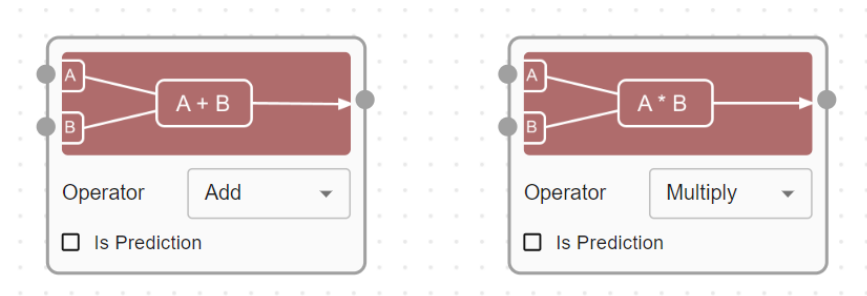 A
B
A + B
Operator
Add
Is Prediction
A
B
A * B
Operator
Multiply
Is Prediction